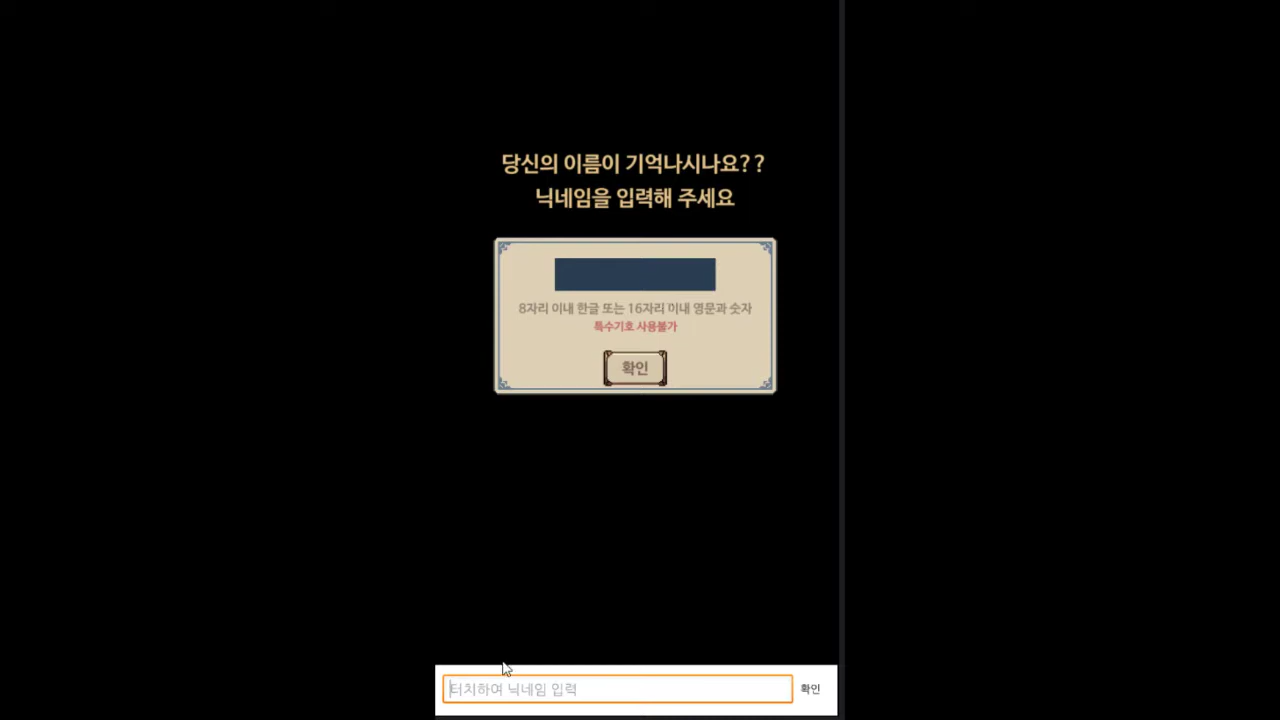 당신의 이름이 기억나시나요??
닉네임을 입력해 주세요
8자리 이내 한글 또는 16자리 이내 영문과 숫자
특수기호 사용불가
확인
터치하여 닉네임 입력
확인